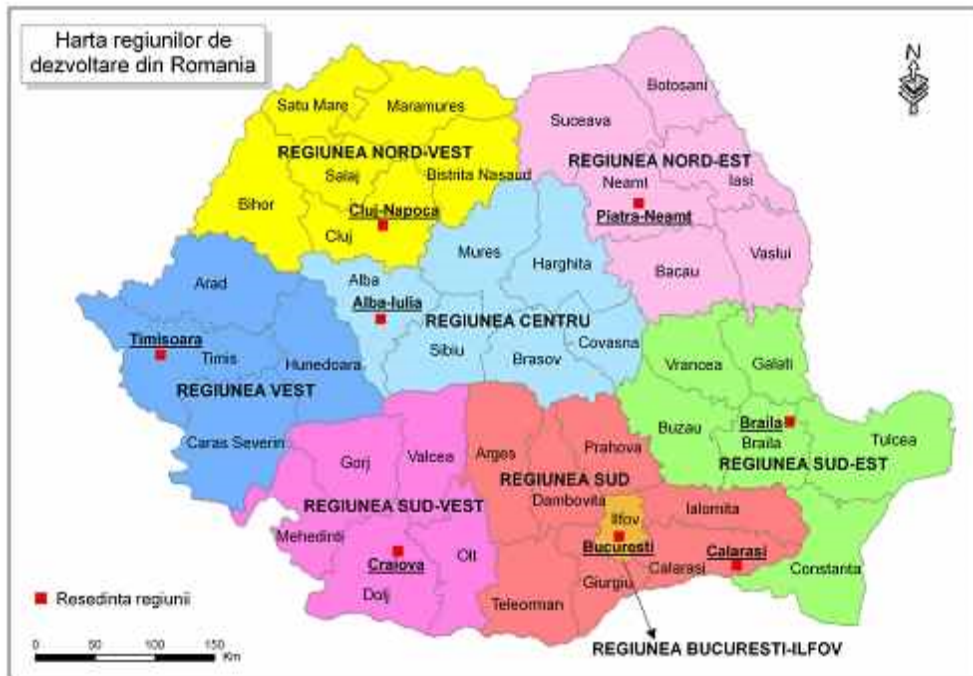 Harta regiunilor de
dezvoltare din Romania
N
Botosani
Satu Mare
Maramures
Suceava
REGIUNEA NORD-VEST
REGIUNEA NORD-EST
Salaj
Bistrita Nasaud
Neamt
Iasi
Bihor
Cluj-Napoca
Piatra-Neamt
Cluj
Mures
Harghita
Bacau
Vaslui
Arad
Alba
Alba-Iulia
REGIUNEA CENTRU
Timisoara
Timis
Hunedoara
Sibiu
Brasov
Covasna
Vrancea
Galati
REGIUNEA VEST
Caras Severin
Gorj
Valcea
Arges
Prahova
Buzau
Braila
Braila
Tulcea
REGIUNEA SUD-EST
REGIUNEA SUD
REGIUNEA SUD-VEST
Dambovita
Ilfov
Ialomita
Mehedinti
Craiova
Olt
Bucuresti
Calarasi
Calarasi
Constanta
Dolj
Giurgiu
Teleorman
Resedinta regiunii
REGIUNEA BUCURESTI-ILFOV
0 50 100 150
Km